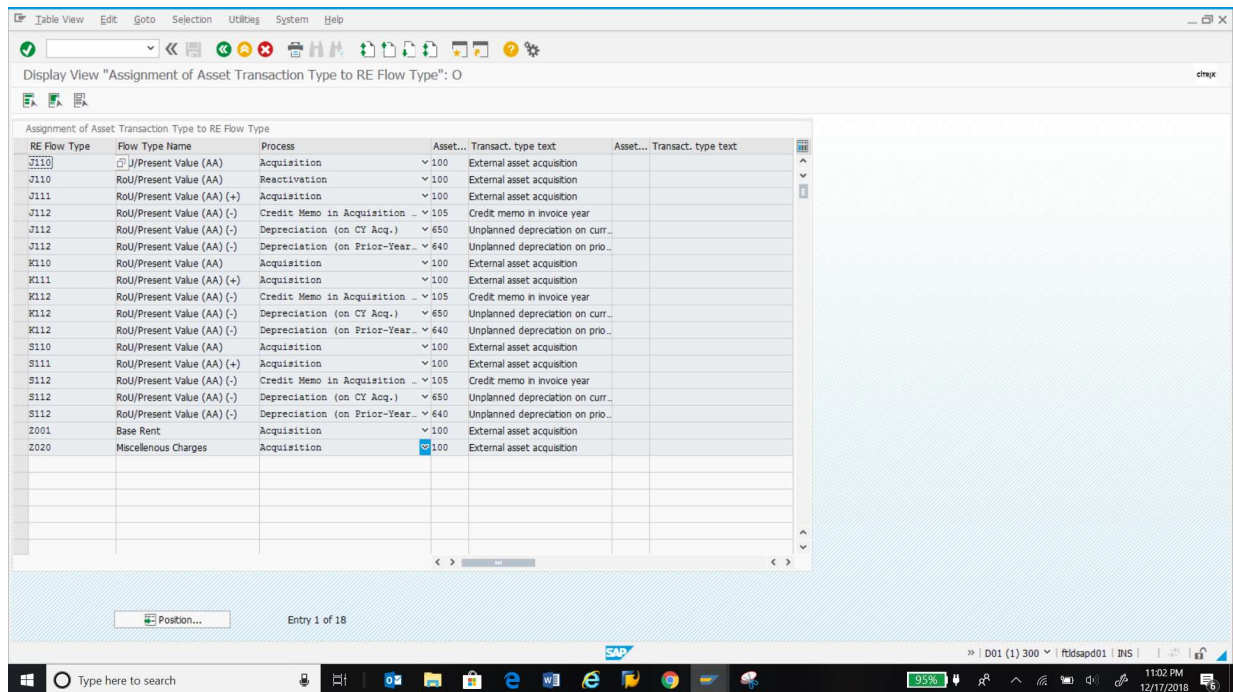 Table View Edit Goto Selection Utilities System Help
Display View "Assignment of Asset Transaction Type to RE Flow Type": O
citrix
Assignment of Asset Transaction Type to RE Flow Type
RE Flow Type Flow Type Name Process Asset... Transact. type text Asset... Transact. type text
J110 J/Present Value (AA) Acquisition 100 External asset acquisition
J110 RoU/Present Value (AA) Reactivation 100 External asset acquisition
J111 RoU/Present Value (AA) (+) Acquisition 100 External asset acquisition
J112 RoU/Present Value (AA) (-) Credit Memo in Acquisition … 105 Credit memo in invoice year
J112 RoU/Present Value (AA) (-) Depreciation (on CY Acq.) 650 Unplanned depreciation on curr…
J112 RoU/Present Value (AA) (-) Depreciation (on Prior-Year… 640 Unplanned depreciation on prio…
K110 RoU/Present Value (AA) Acquisition 100 External asset acquisition
K111 RoU/Present Value (AA) (+) Acquisition 100 External asset acquisition
K112 RoU/Present Value (AA) (-) Credit Memo in Acquisition … 105 Credit memo in invoice year
K112 RoU/Present Value (AA) (-) Depreciation (on CY Acq.) 650 Unplanned depreciation on curr…
K112 RoU/Present Value (AA) (-) Depreciation (on Prior-Year… 640 Unplanned depreciation on prio…
S110 RoU/Present Value (AA) Acquisition 100 External asset acquisition
S111 RoU/Present Value (AA) (+) Acquisition 100 External asset acquisition
S112 RoU/Present Value (AA) (-) Credit Memo in Acquisition … 105 Credit memo in invoice year
S112 RoU/Present Value (AA) (-) Depreciation (on CY Acq.) 650 Unplanned depreciation on curr…
S112 RoU/Present Value (AA) (-) Depreciation (on Prior-Year… 640 Unplanned depreciation on prio…
Z001 Base Rent Acquisition 100 External asset acquisition
Z020 Miscellenous Charges Acquisition 100 External asset acquisition
Position... Entry 1 of 18
SAP
» | D01 (1) 300 | ftldsapd01 | INS
Type here to search
95%
11:02 PM
12/17/2018
6